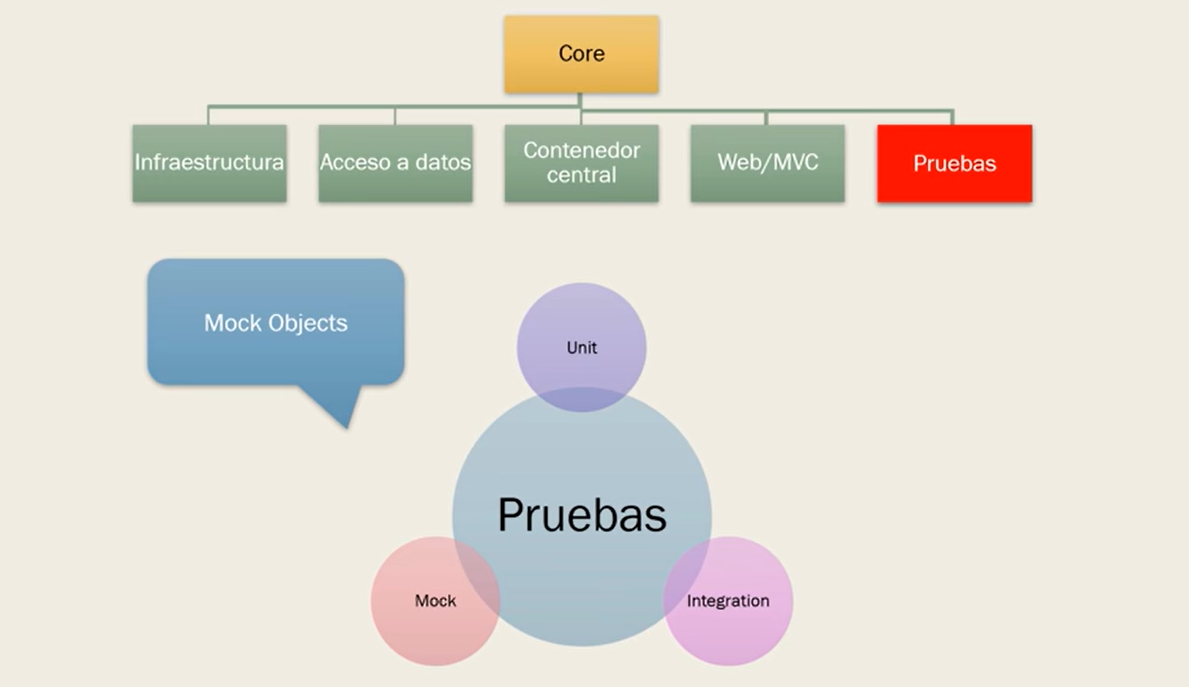 Core
Infraestructura
Acceso a datos
Contenedor
central
Web/MVC
Pruebas
Mock Objects
Unit
Pruebas
Mock
Integration